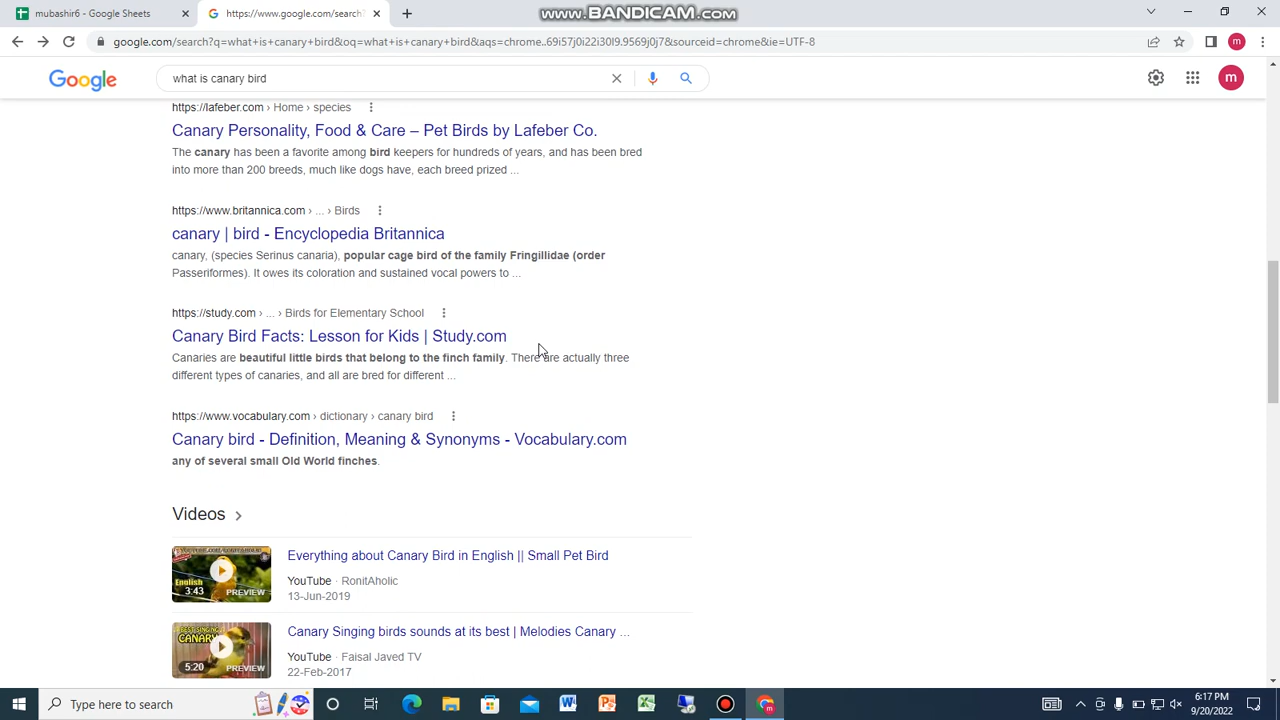 mubashir6 - Google Sheets
https://www.google.com/search?
www.BANDICAM.com
google.com/search?q=what+is+canary+bird&oq=what+is+canary+bird&aqs=chrome..69i57j0i22i30l9.9569j0j7&sourceid=chrome&ie=UTF-8
m
Google
what is canary bird
m
https://lafeber.com › Home › species
Canary Personality, Food & Care – Pet Birds by Lafeber Co.
The canary has been a favorite among bird keepers for hundreds of years, and has been bred
into more than 200 breeds, much like dogs have, each breed prized ...
https://www.britannica.com › ... › Birds
canary | bird - Encyclopedia Britannica
canary, (species Serinus canaria), popular cage bird of the family Fringillidae (order
Passeriformes). It owes its coloration and sustained vocal powers to ...
https://study.com › ... › Birds for Elementary School
Canary Bird Facts: Lesson for Kids | Study.com
Canaries are beautiful little birds that belong to the finch family. There are actually three
different types of canaries, and all are bred for different ...
https://www.vocabulary.com › dictionary › canary bird
Canary bird - Definition, Meaning & Synonyms - Vocabulary.com
any of several small Old World finches.
Videos
English
3:43
PREVIEW
Everything about Canary Bird in English || Small Pet Bird
YouTube · RonitAholic
13-Jun-2019
BEST SINGING
CANARY
5:20
PREVIEW
Canary Singing birds sounds at its best | Melodies Canary ...
YouTube · Faisal Javed TV
22-Feb-2017
Type here to search
6:17 PM
9/20/2022